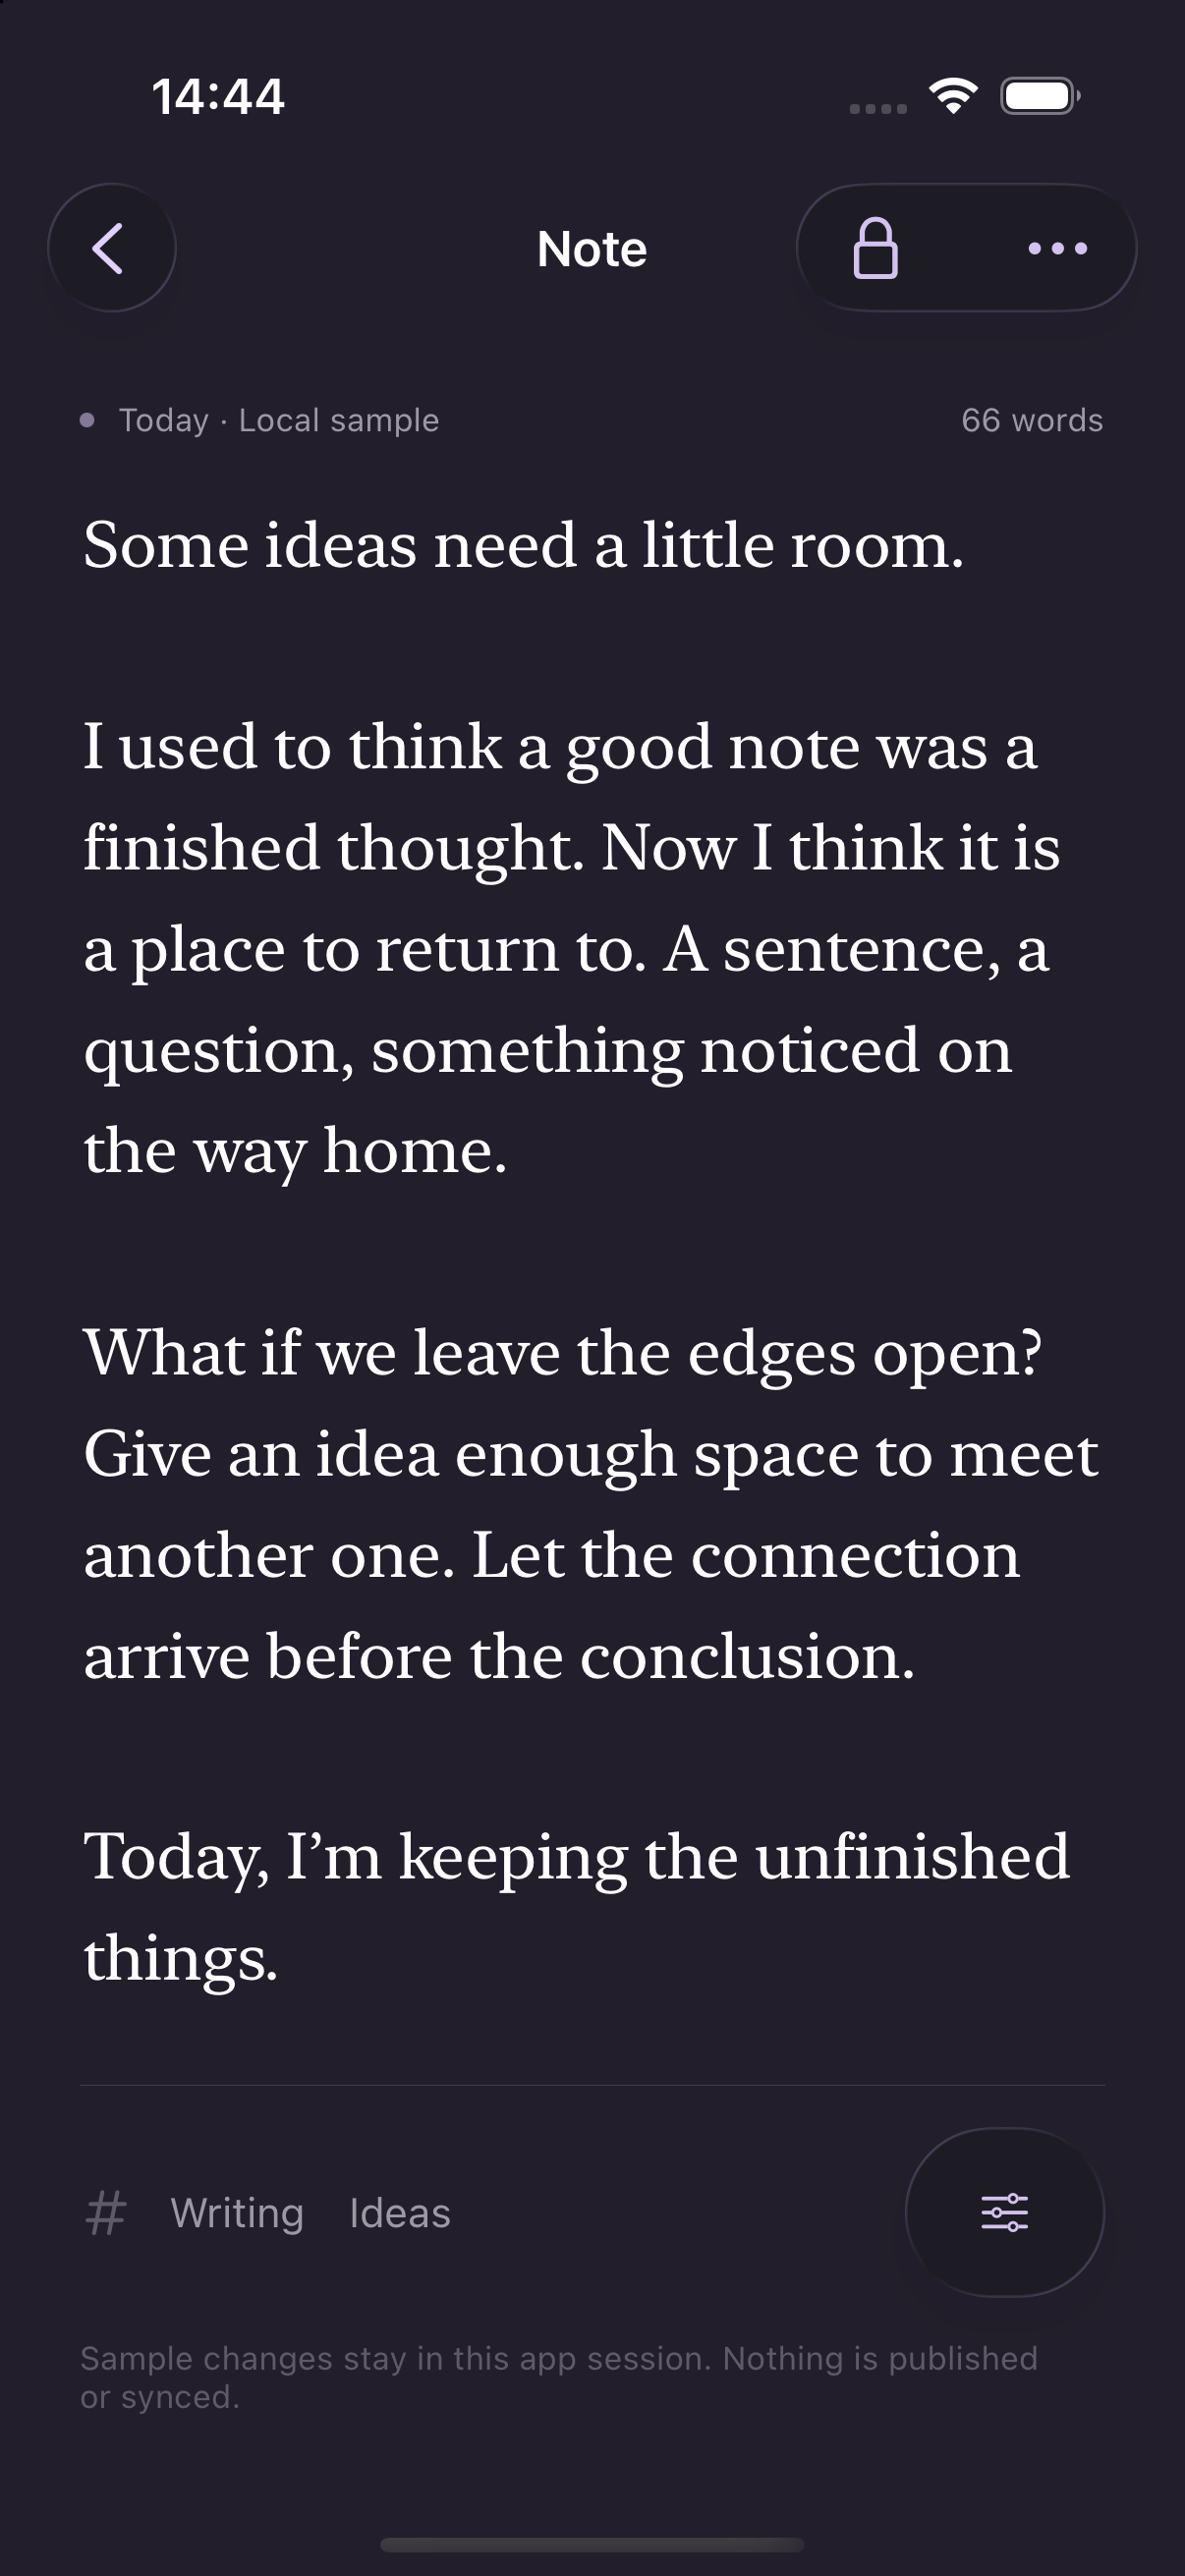 14:44
Note
Today · Local sample
66 words
Some ideas need a little room.
I used to think a good note was a
finished thought. Now I think it is
a place to return to. A sentence, a
question, something noticed on
the way home.
What if we leave the edges open?
Give an idea enough space to meet
another one. Let the connection
arrive before the conclusion.
Today, I’m keeping the unfinished
things.
# Writing Ideas
Sample changes stay in this app session. Nothing is published
or synced.